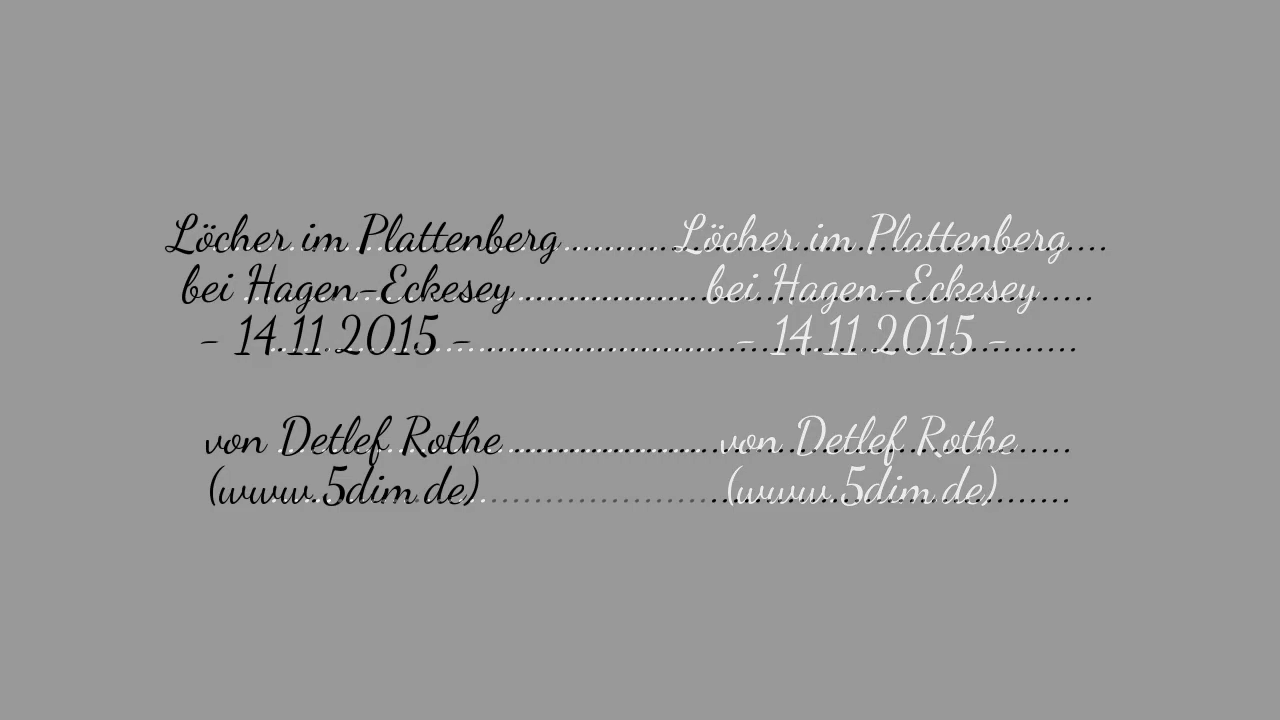 Löcher im Plattenberg.................Löcher im Plattenberg....
bei Hagen-Eckesey.................bei Hagen-Eckesey.....
- 14.11.2015 -.................- 14.11.2015 -.......
von Detlef Rothe.................von Detlef Rothe.....
(www.5dim.de).................(www.5dim.de).......